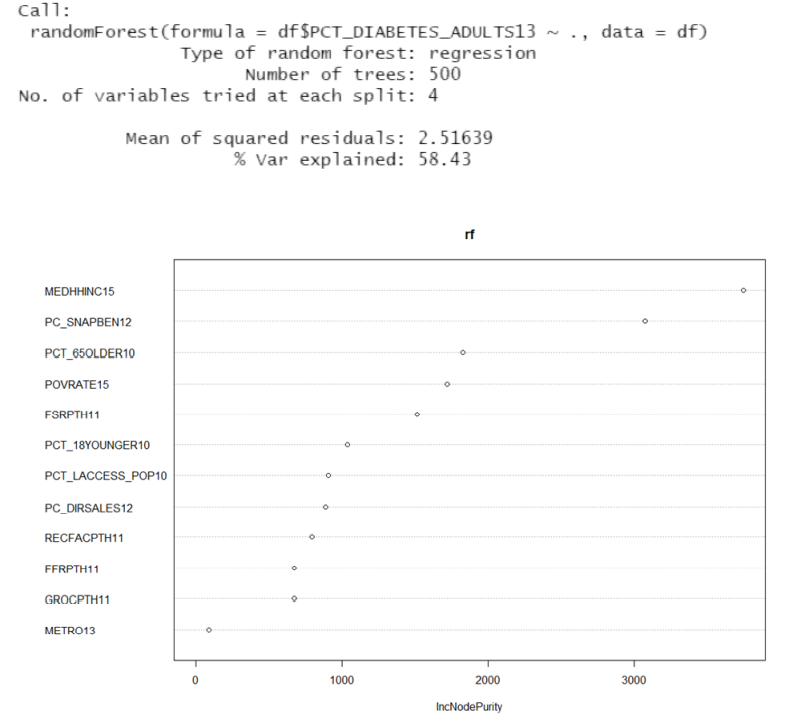 Call:
randomForest(formula = df$PCT_DIABETES_ADULTS13 ~ ., data = df)
Type of random forest: regression
Number of trees: 500
No. of variables tried at each split: 4
Mean of squared residuals: 2.51639
% Var explained: 58.43
rf
MEDHHINC15
PC_SNAPBEN12
PCT_65OLDER10
POVRATE15
FSRPTH11
PCT_18YOUNGER10
PCT_LACCESS_POP10
PC_DIRSALES12
RECFACPTH11
FFRPTH11
GROCPTH11
METRO13
0 1000 2000 3000
IncNodePurity